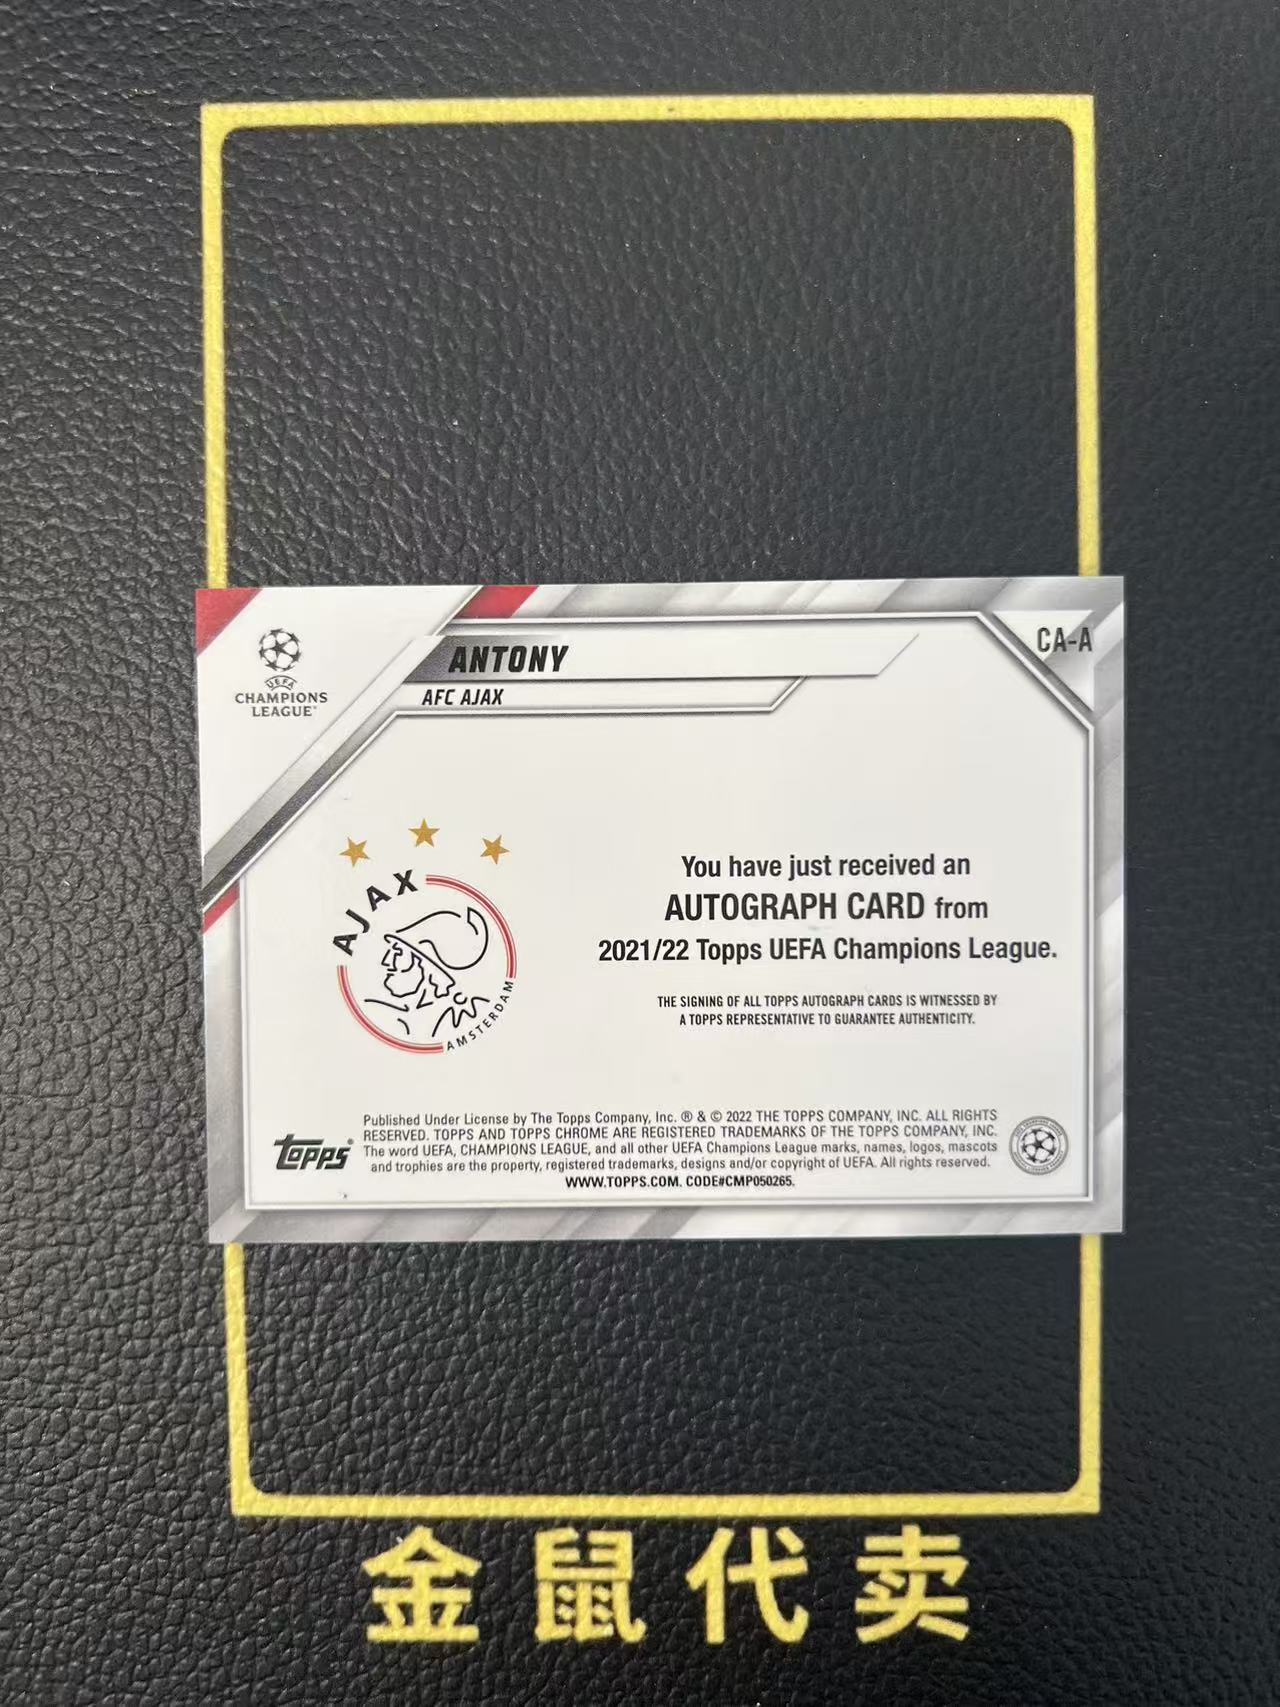 UEFA
CHAMPIONS
LEAGUE
ANTONY
AFC AJAX
CA-A
AJAX
AMSTERDAM
You have just received an
AUTOGRAPH CARD from
2021/22 Topps UEFA Champions League.
THE SIGNING OF ALL TOPPS AUTOGRAPH CARDS IS WITNESSED BY
A TOPPS REPRESENTATIVE TO GUARANTEE AUTHENTICITY.
Topps®
Published Under License by The Topps Company, Inc. ® & © 2022 THE TOPPS COMPANY, INC. ALL RIGHTS
RESERVED. TOPPS AND TOPPS CHROME ARE REGISTERED TRADEMARKS OF THE TOPPS COMPANY, INC.
The word UEFA, CHAMPIONS LEAGUE, and all other UEFA Champions League marks, names, logos, mascots
and trophies are the property, registered trademarks, designs and/or copyright of UEFA. All rights reserved.
WWW.TOPPS.COM. CODE#CMP050265.
金鼠代卖